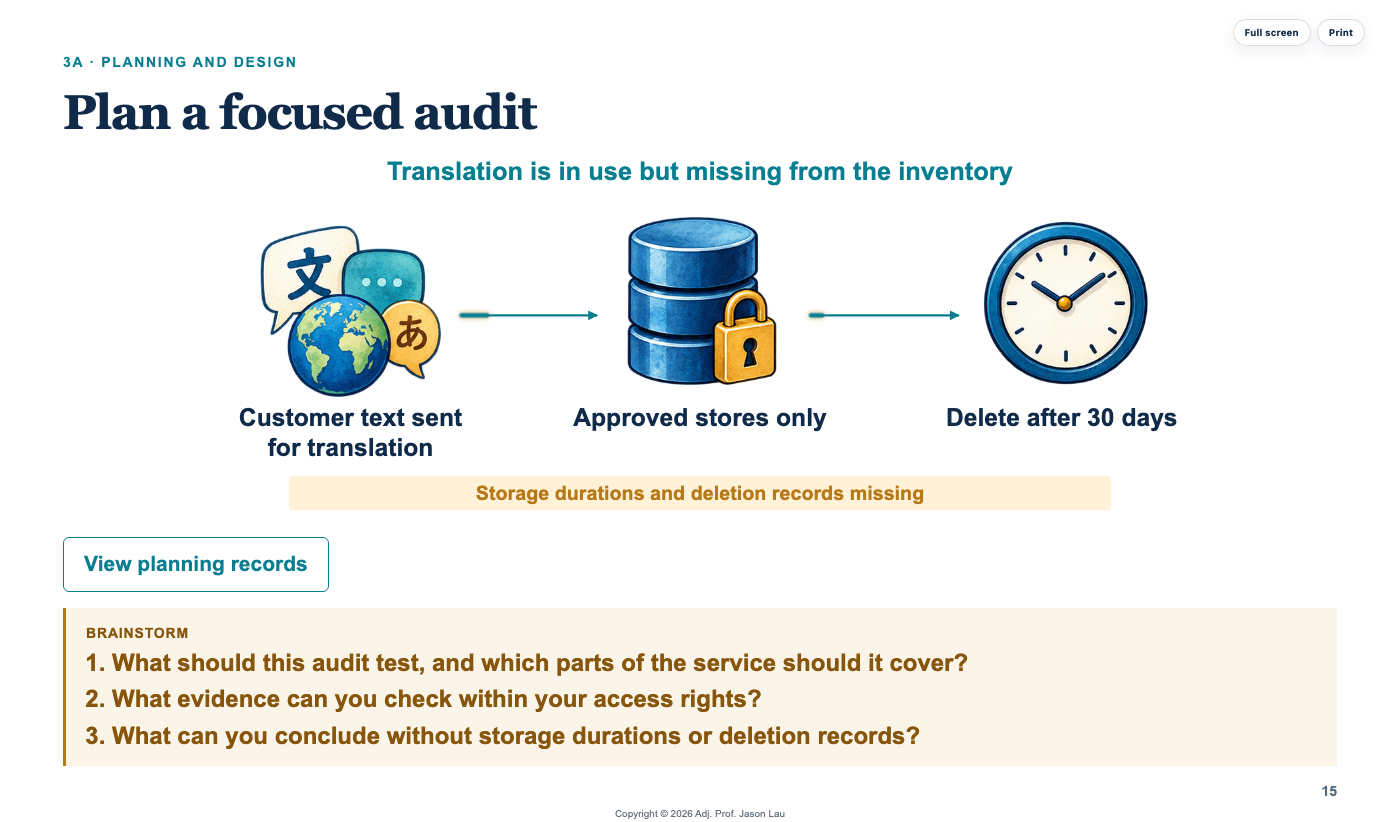 Full screen
Print
3A · PLANNING AND DESIGN
Plan a focused audit
Translation is in use but missing from the inventory
文
あ
Customer text sent
for translation
Approved stores only
Delete after 30 days
Storage durations and deletion records missing
View planning records
BRAINSTORM
1. What should this audit test, and which parts of the service should it cover?
2. What evidence can you check within your access rights?
3. What can you conclude without storage durations or deletion records?
15
Copyright © 2026 Adj. Prof. Jason Lau